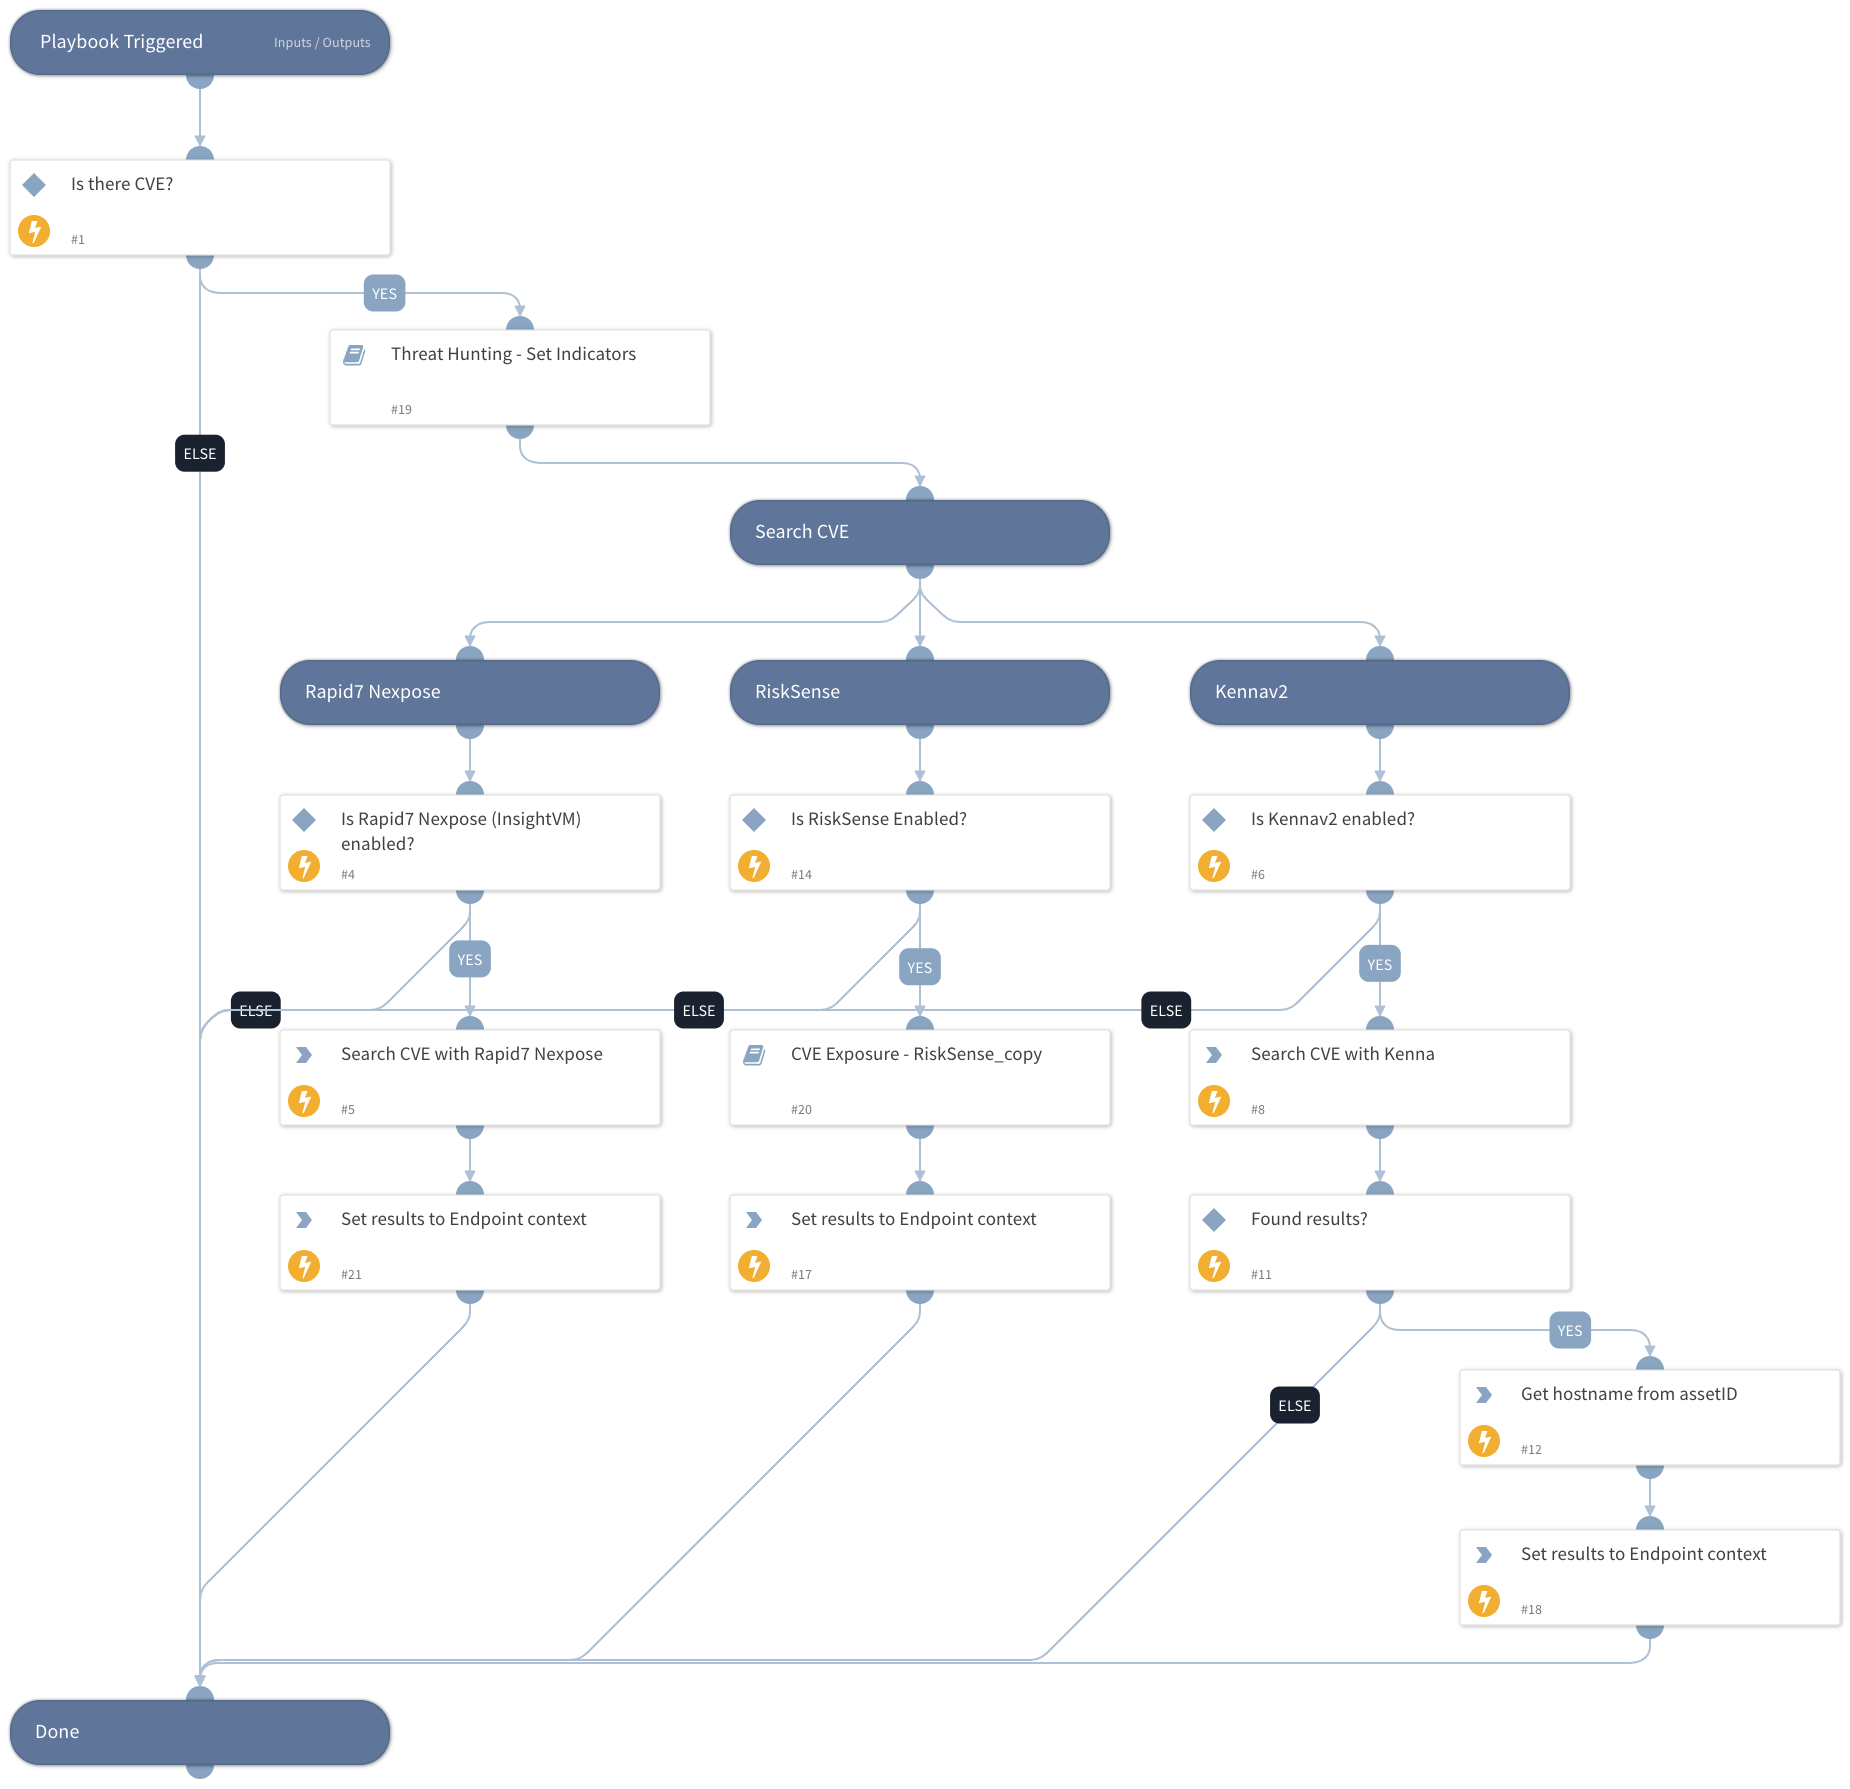 Playbook Triggered
Inputs / Outputs
Is there CVE?
#1
YES
Threat Hunting - Set Indicators
#19
ELSE
Search CVE
Rapid7 Nexpose
RiskSense
Kennav2
Is Rapid7 Nexpose (InsightVM)
enabled?
#4
Is RiskSense Enabled?
#14
Is Kennav2 enabled?
#6
YES
YES
YES
ELSE
ELSE
ELSE
Search CVE with Rapid7 Nexpose
#5
CVE Exposure - RiskSense_copy
#20
Search CVE with Kenna
#8
Set results to Endpoint context
#21
Set results to Endpoint context
#17
Found results?
#11
YES
ELSE
Get hostname from assetID
#12
Set results to Endpoint context
#18
Done